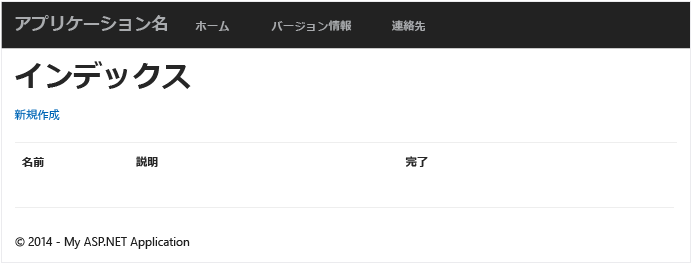 アプリケーション名 ホーム バージョン情報 連絡先
インデックス
新規作成
名前 説明 完了
© 2014 - My ASP.NET Application